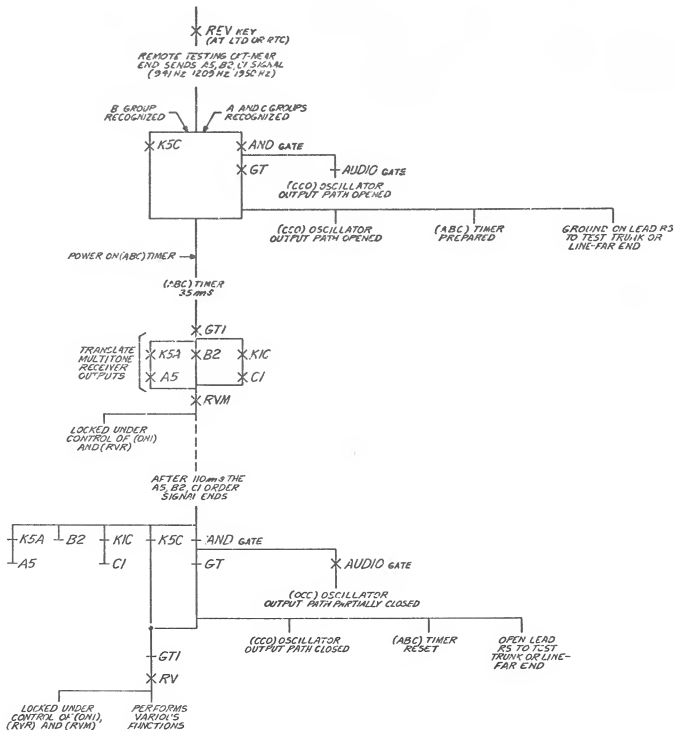 REV KEY
(AT LTD OR RTC)
REMOTE TESTING CKT-NEAR
END SENDS A5, B2, C1 SIGNAL
(941 HZ 1209 HZ 1950 HZ)
B GROUP
RECOGNIZED
A AND C GROUPS
RECOGNIZED
K5C
AND GATE
GT
AUDIO GATE
(CCO) OSCILLATOR
OUTPUT PATH OPENED
(CCO) OSCILLATOR
OUTPUT PATH OPENED
(ABC) TIMER
PREPARED
GROUND ON LEAD RS
TO TEST TRUNK OR
LINE-FAR END
POWER ON (ABC) TIMER
(ABC) TIMER
35 ms
GT1
TRANSLATE
MULTITONE
RECEIVER
OUTPUTS
K5A
B2
K1C
A5
C1
RVM
LOCKED UNDER
CONTROL OF (ON1)
AND (RVR)
AFTER 110 ms THE
A5, B2, C1 ORDER
SIGNAL ENDS
K5A
B2
K1C
K5C
AND GATE
A5
C1
GT
AUDIO GATE
(OCC) OSCILLATOR
OUTPUT PATH PARTIALLY CLOSED
(CCO) OSCILLATOR
OUTPUT PATH CLOSED
(ABC) TIMER
RESET
OPEN LEAD
RS TO TEST
TRUNK OR LINE-
FAR END
GT1
RV
LOCKED UNDER
CONTROL OF (ON1),
(RVR) AND (RVM)
PERFORMS
VARIOUS
FUNCTIONS